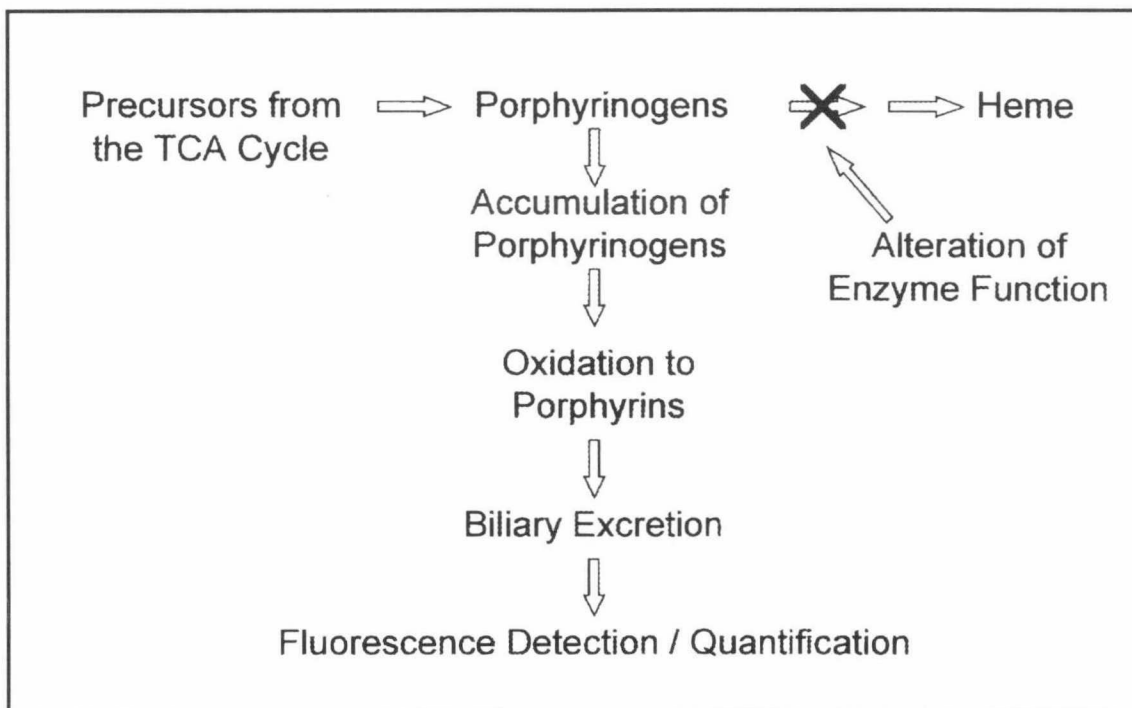 Precursors from
the TCA Cycle
Porphyrinogens
Heme
Accumulation of
Porphyrinogens
Alteration of
Enzyme Function
Oxidation to
Porphyrins
Biliary Excretion
Fluorescence Detection / Quantification